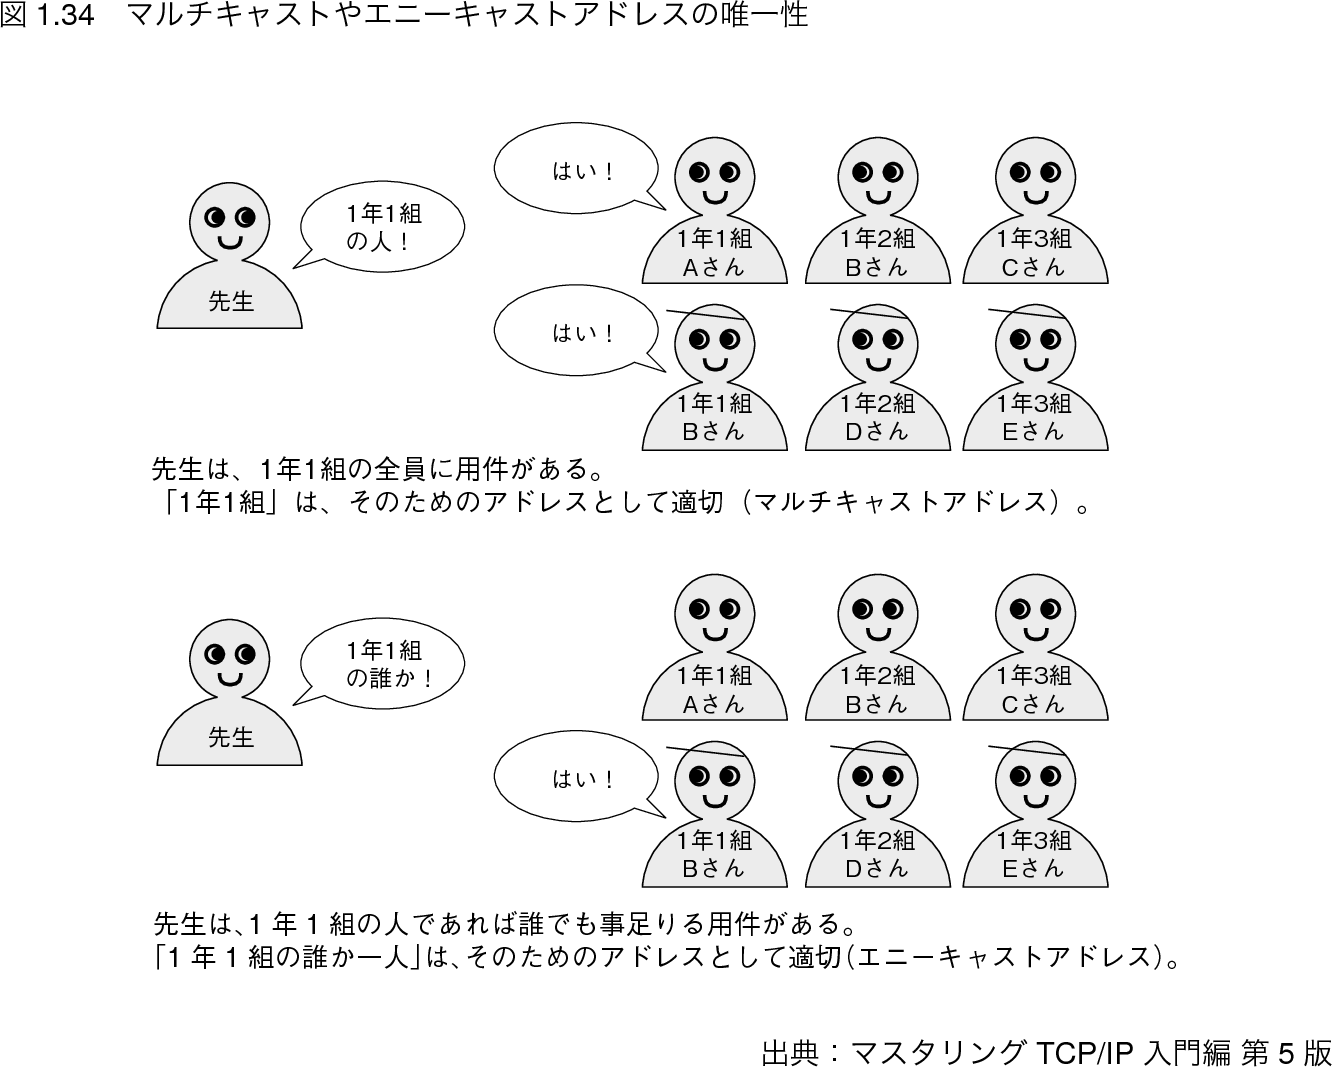 図 1.34　マルチキャストやエニーキャストアドレスの唯一性
はい！
1年1組
の人！
先生
1年1組
Aさん
1年2組
Bさん
1年3組
Cさん
はい！
1年1組
Bさん
1年2組
Dさん
1年3組
Eさん
先生は、1年1組の全員に用件がある。
「1年1組」は、そのためのアドレスとして適切（マルチキャストアドレス）。
1年1組
の誰か！
先生
1年1組
Aさん
1年2組
Bさん
1年3組
Cさん
はい！
1年1組
Bさん
1年2組
Dさん
1年3組
Eさん
先生は、1 年 1 組の人であれば誰でも事足りる用件がある。
「1 年 1 組の誰か一人」は、そのためのアドレスとして適切（エニーキャストアドレス）。
出典：マスタリング TCP/IP 入門編 第 5 版